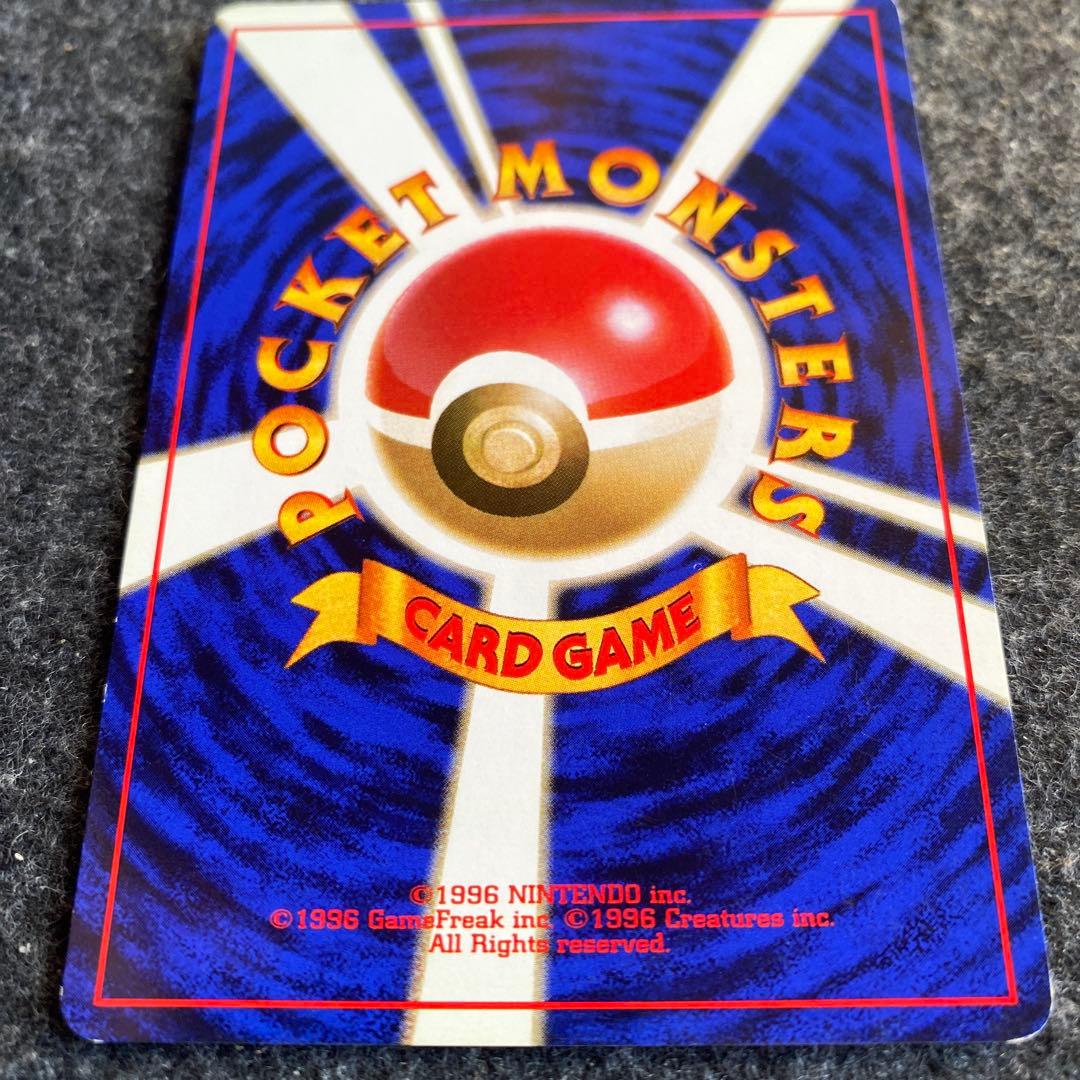 POCKET MONSTERS
CARD GAME
©1996 NINTENDO inc.
©1996 GameFreak inc. ©1996 Creatures inc.
All Rights reserved.